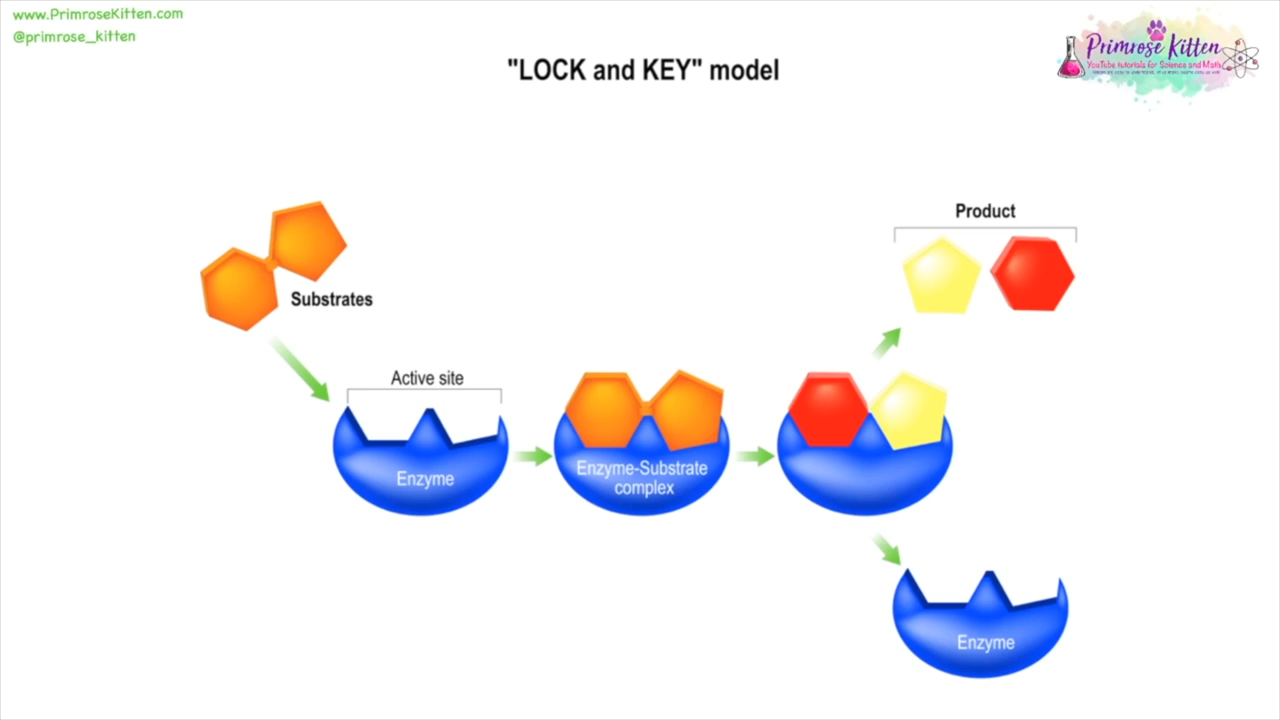 www.PrimroseKitten.com
@primrose_kitten
Primrose Kitten
YouTube tutorials for Science and Math
"LOCK and KEY" model
Product
Substrates
Active site
Enzyme
Enzyme-Substrate
complex
Enzyme